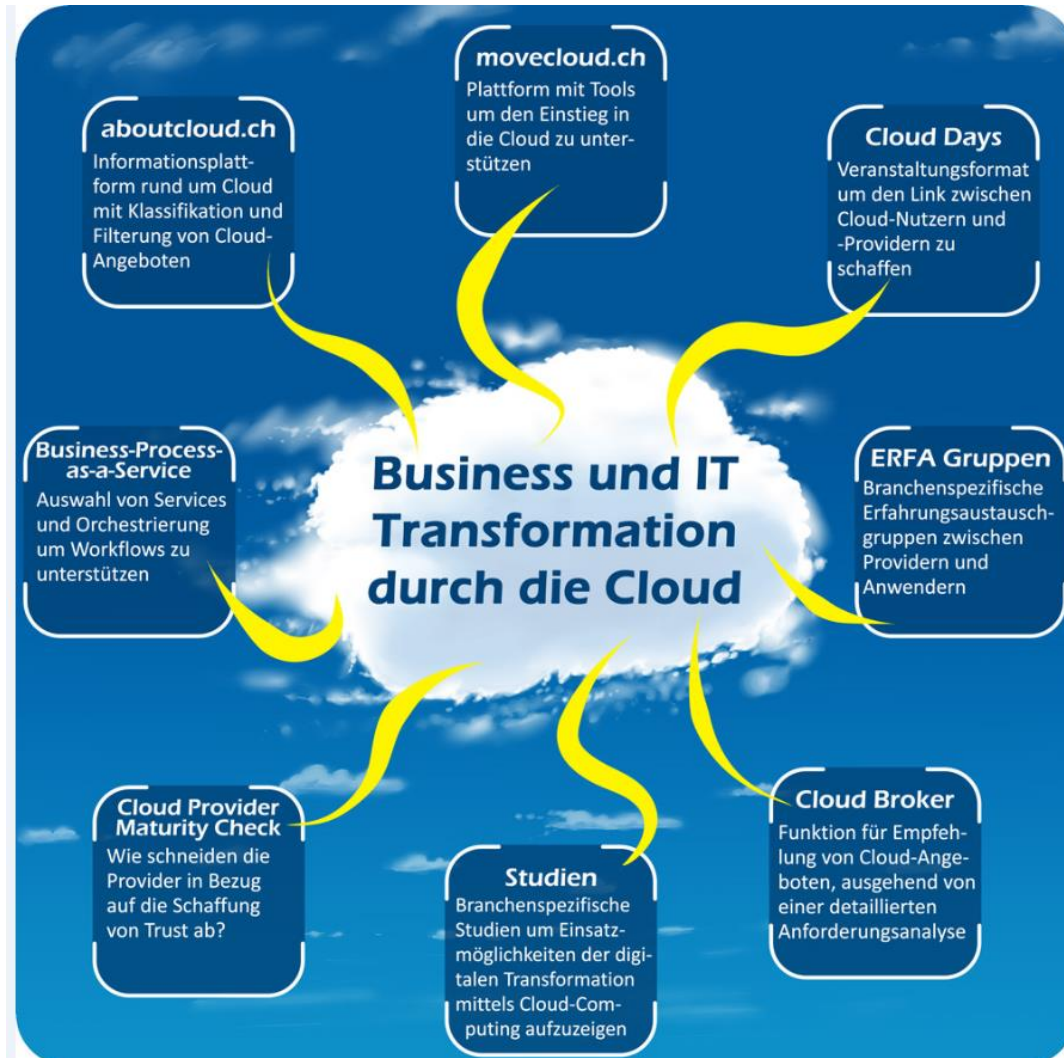 movecloud.ch
Plattform mit Tools
um den Einstieg in
die Cloud zu unter-
stützen
aboutcloud.ch
Informationsplatt-
form rund um Cloud
mit Klassifikation und
Filterung von Cloud-
Angeboten
Cloud Days
Veranstaltungsformat
um den Link zwischen
Cloud-Nutzern und
-Providern zu
schaffen
Business-Process-
as-a-Service
Auswahl von Services
und Orchestrierung
um Workflows zu
unterstützen
Business und IT
Transformation
durch die Cloud
ERFA Gruppen
Branchenspezifische
Erfahrungsaustausch-
gruppen zwischen
Providern und
Anwendern
Cloud Provider
Maturity Check
Wie schneiden die
Provider in Bezug
auf die Schaffung
von Trust ab?
Studien
Branchenspezifische
Studien um Einsatz-
möglichkeiten der digi-
talen Transformation
mittels Cloud-Com-
puting aufzuzeigen
Cloud Broker
Funktion für Empfeh-
lung von Cloud-Ange-
boten, ausgehend von
einer detaillierten
Anforderungsanalyse